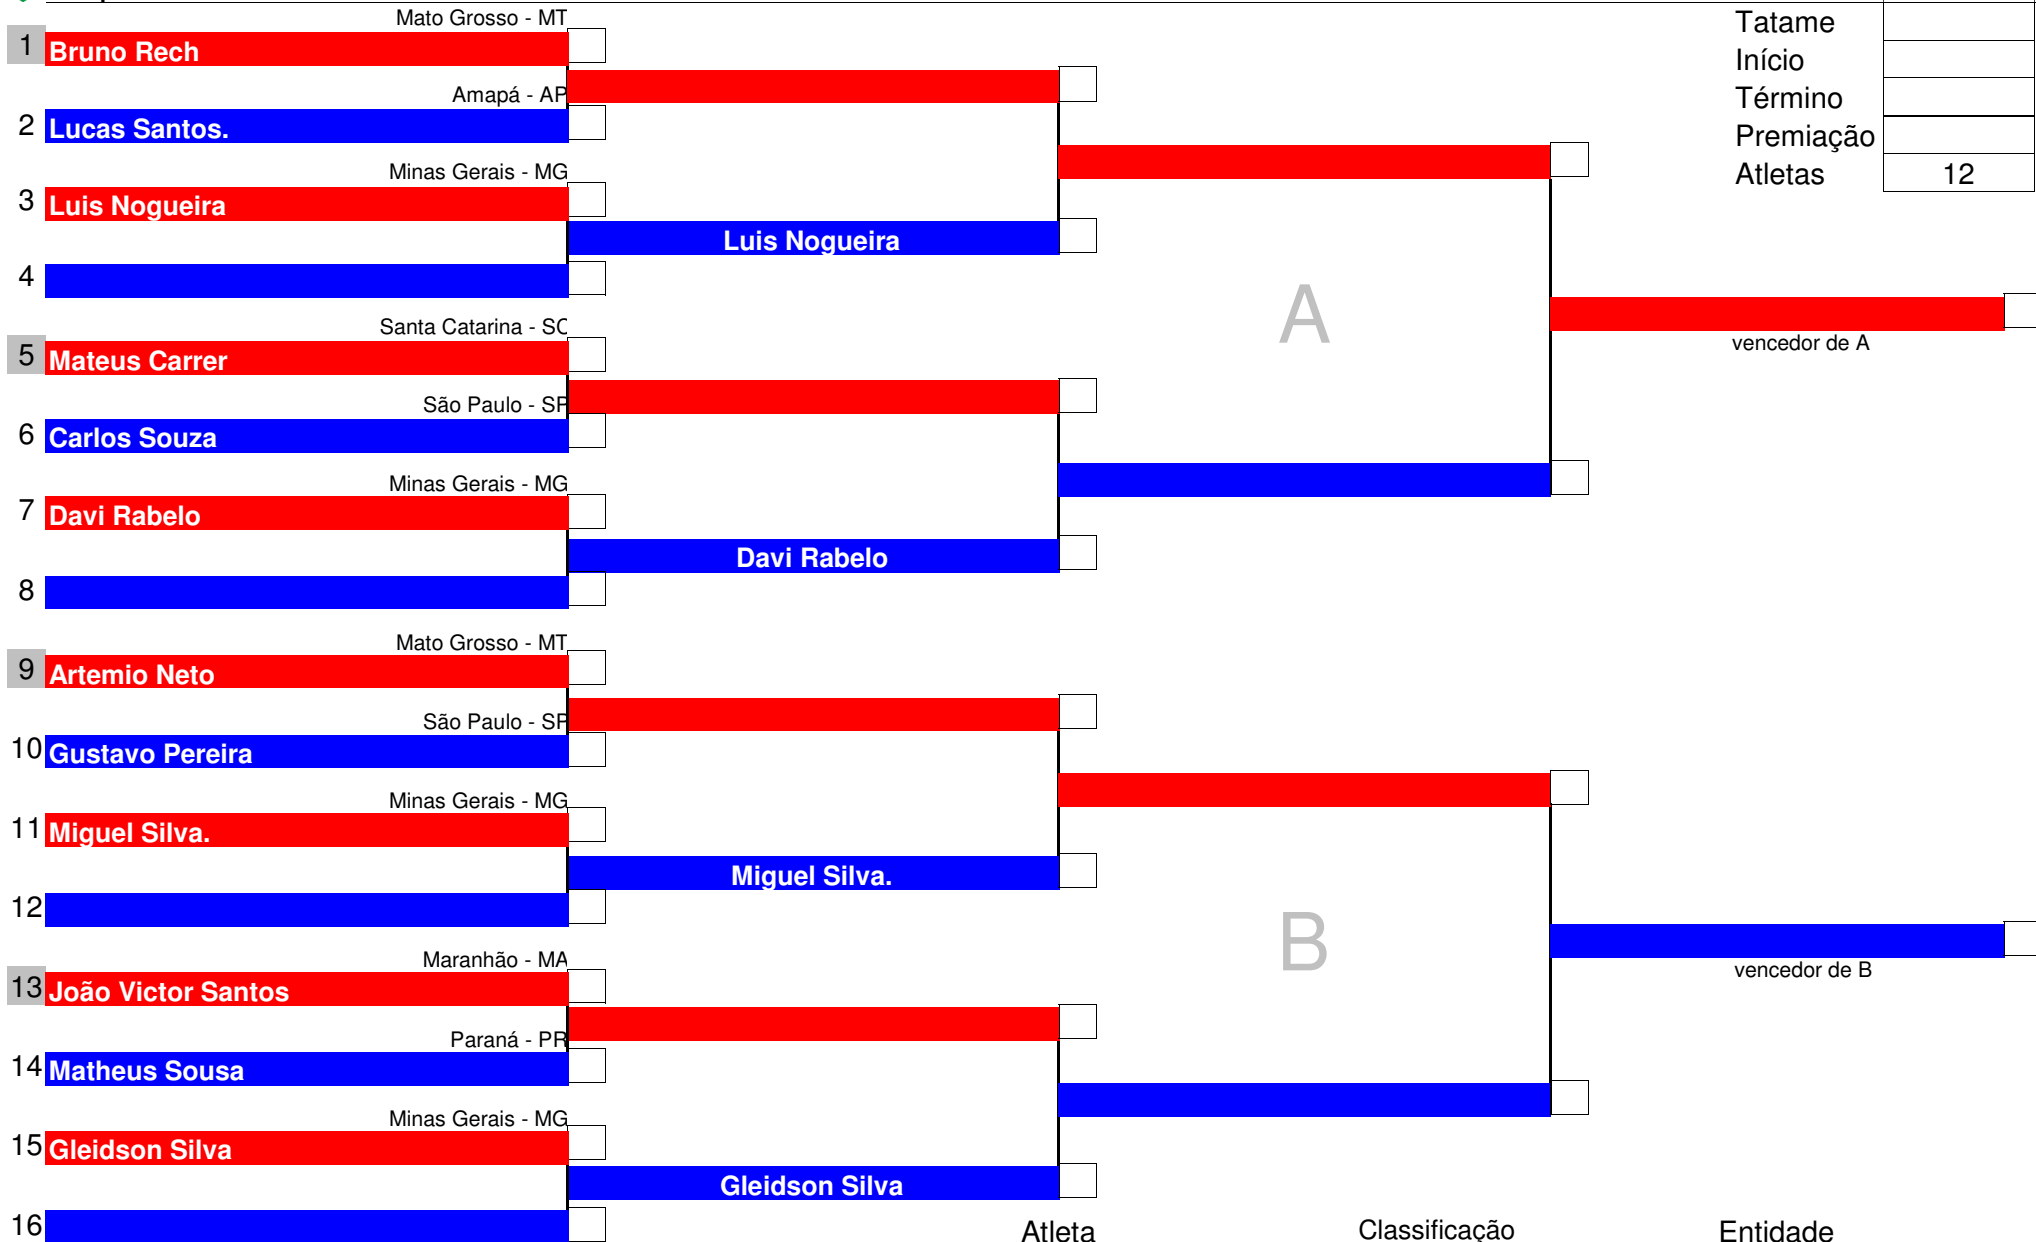 Mato Grosso - MT
1 Bruno Rech
Amapá - AP
2 Lucas Santos.
Minas Gerais - MG
3 Luis Nogueira
Luis Nogueira
4
Santa Catarina - SC
5 Mateus Carrer
São Paulo - SP
6 Carlos Souza
Minas Gerais - MG
7 Davi Rabelo
Davi Rabelo
8
Mato Grosso - MT
9 Artemio Neto
São Paulo - SP
10 Gustavo Pereira
Minas Gerais - MG
11 Miguel Silva.
Miguel Silva.
12
Maranhão - MA
13 João Victor Santos
Paraná - PR
14 Matheus Sousa
Minas Gerais - MG
15 Gleidson Silva
Gleidson Silva
16
A
B
vencedor de A
vencedor de B
Tatame
Início
Término
Premiação
Atletas 12
Atleta Classificação Entidade